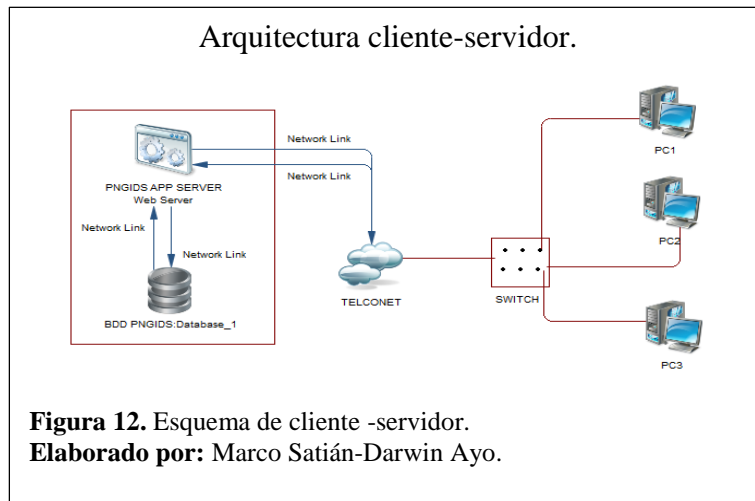 Arquitectura cliente-servidor.
Network Link
Network Link
PNGIDS APP SERVER
Web Server
Network Link
Network Link
BDD PNGIDS:Database_1
TELCONET
SWITCH
PC1
PC2
PC3
Figura 12. Esquema de cliente -servidor.
Elaborado por: Marco Satián-Darwin Ayo.